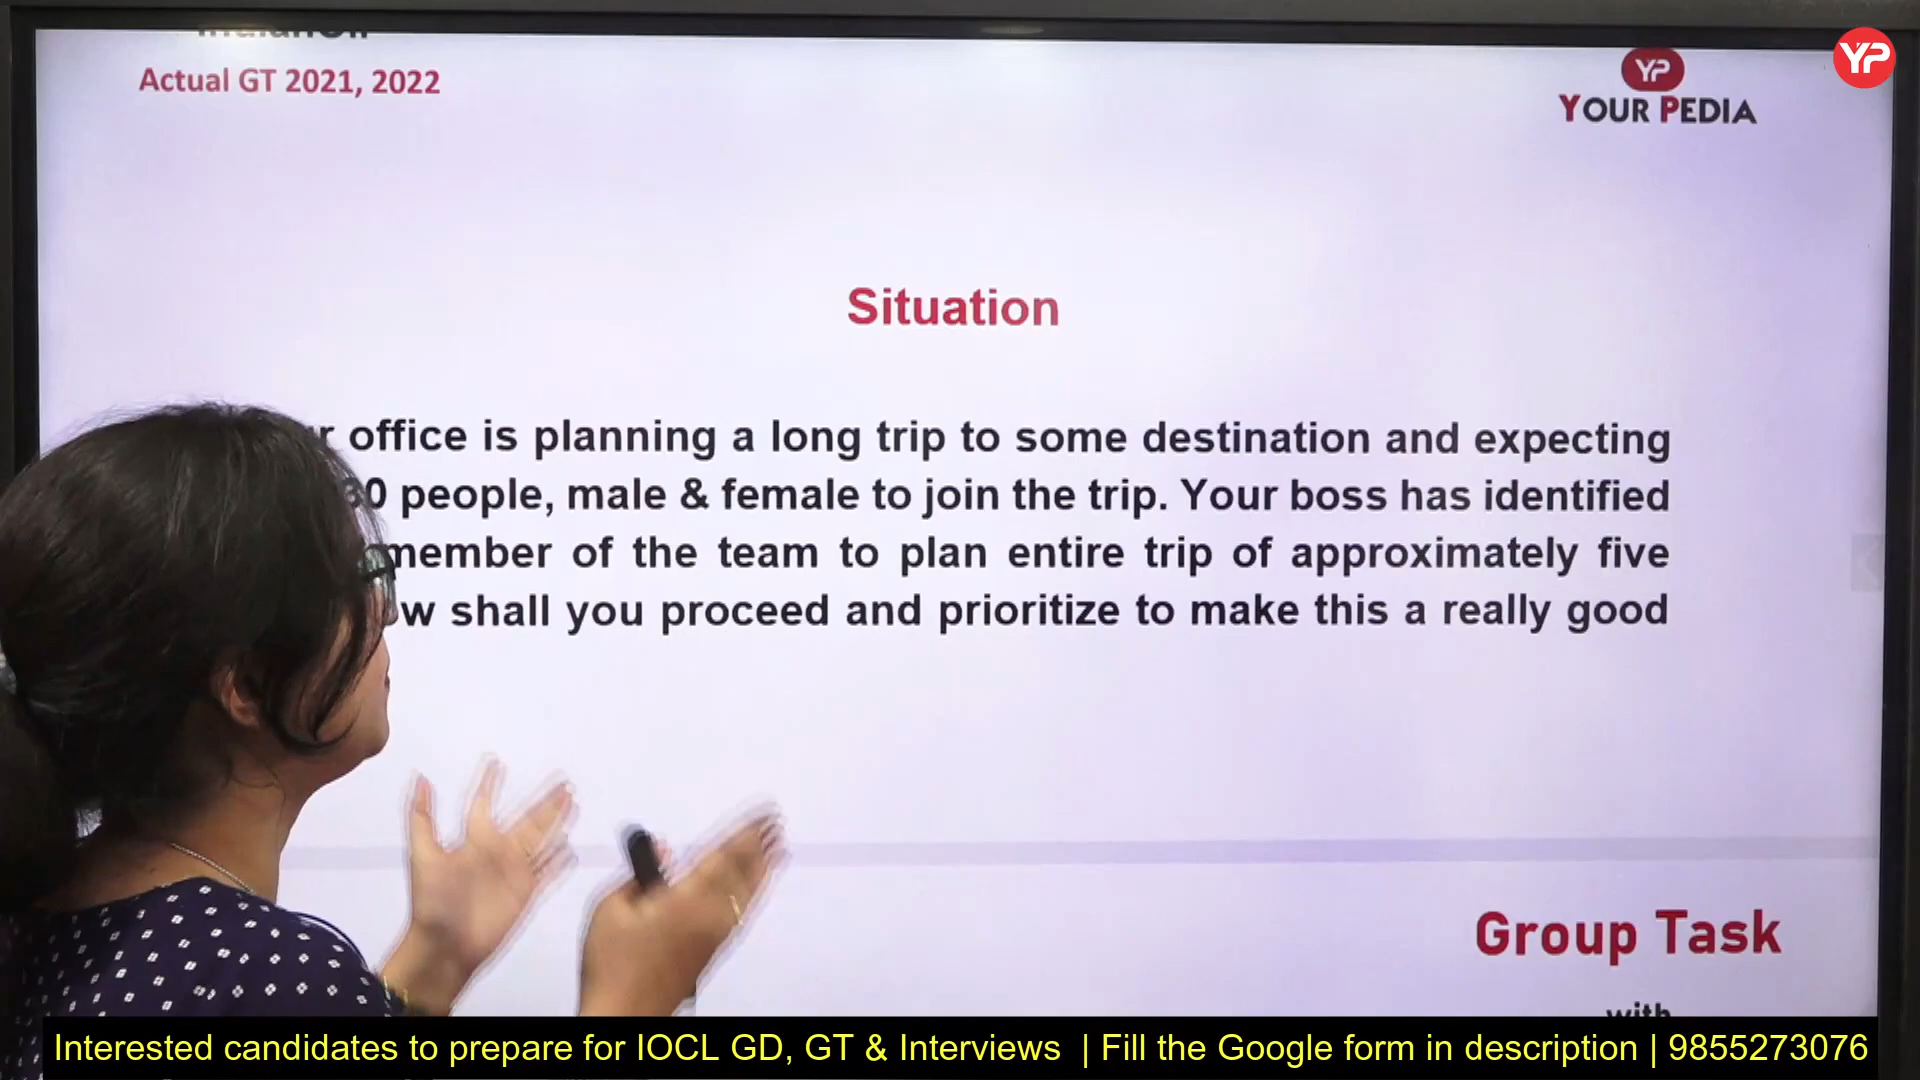 Actual GT 2021, 2022
YP
YOUR PEDIA
YP
Situation
office is planning a long trip to some destination and expecting
people, male & female to join the trip. Your boss has identified
member of the team to plan entire trip of approximately five
shall you proceed and prioritize to make this a really good
Group Task
with
Interested candidates to prepare for IOCL GD, GT & Interviews | Fill the Google form in description | 9855273076